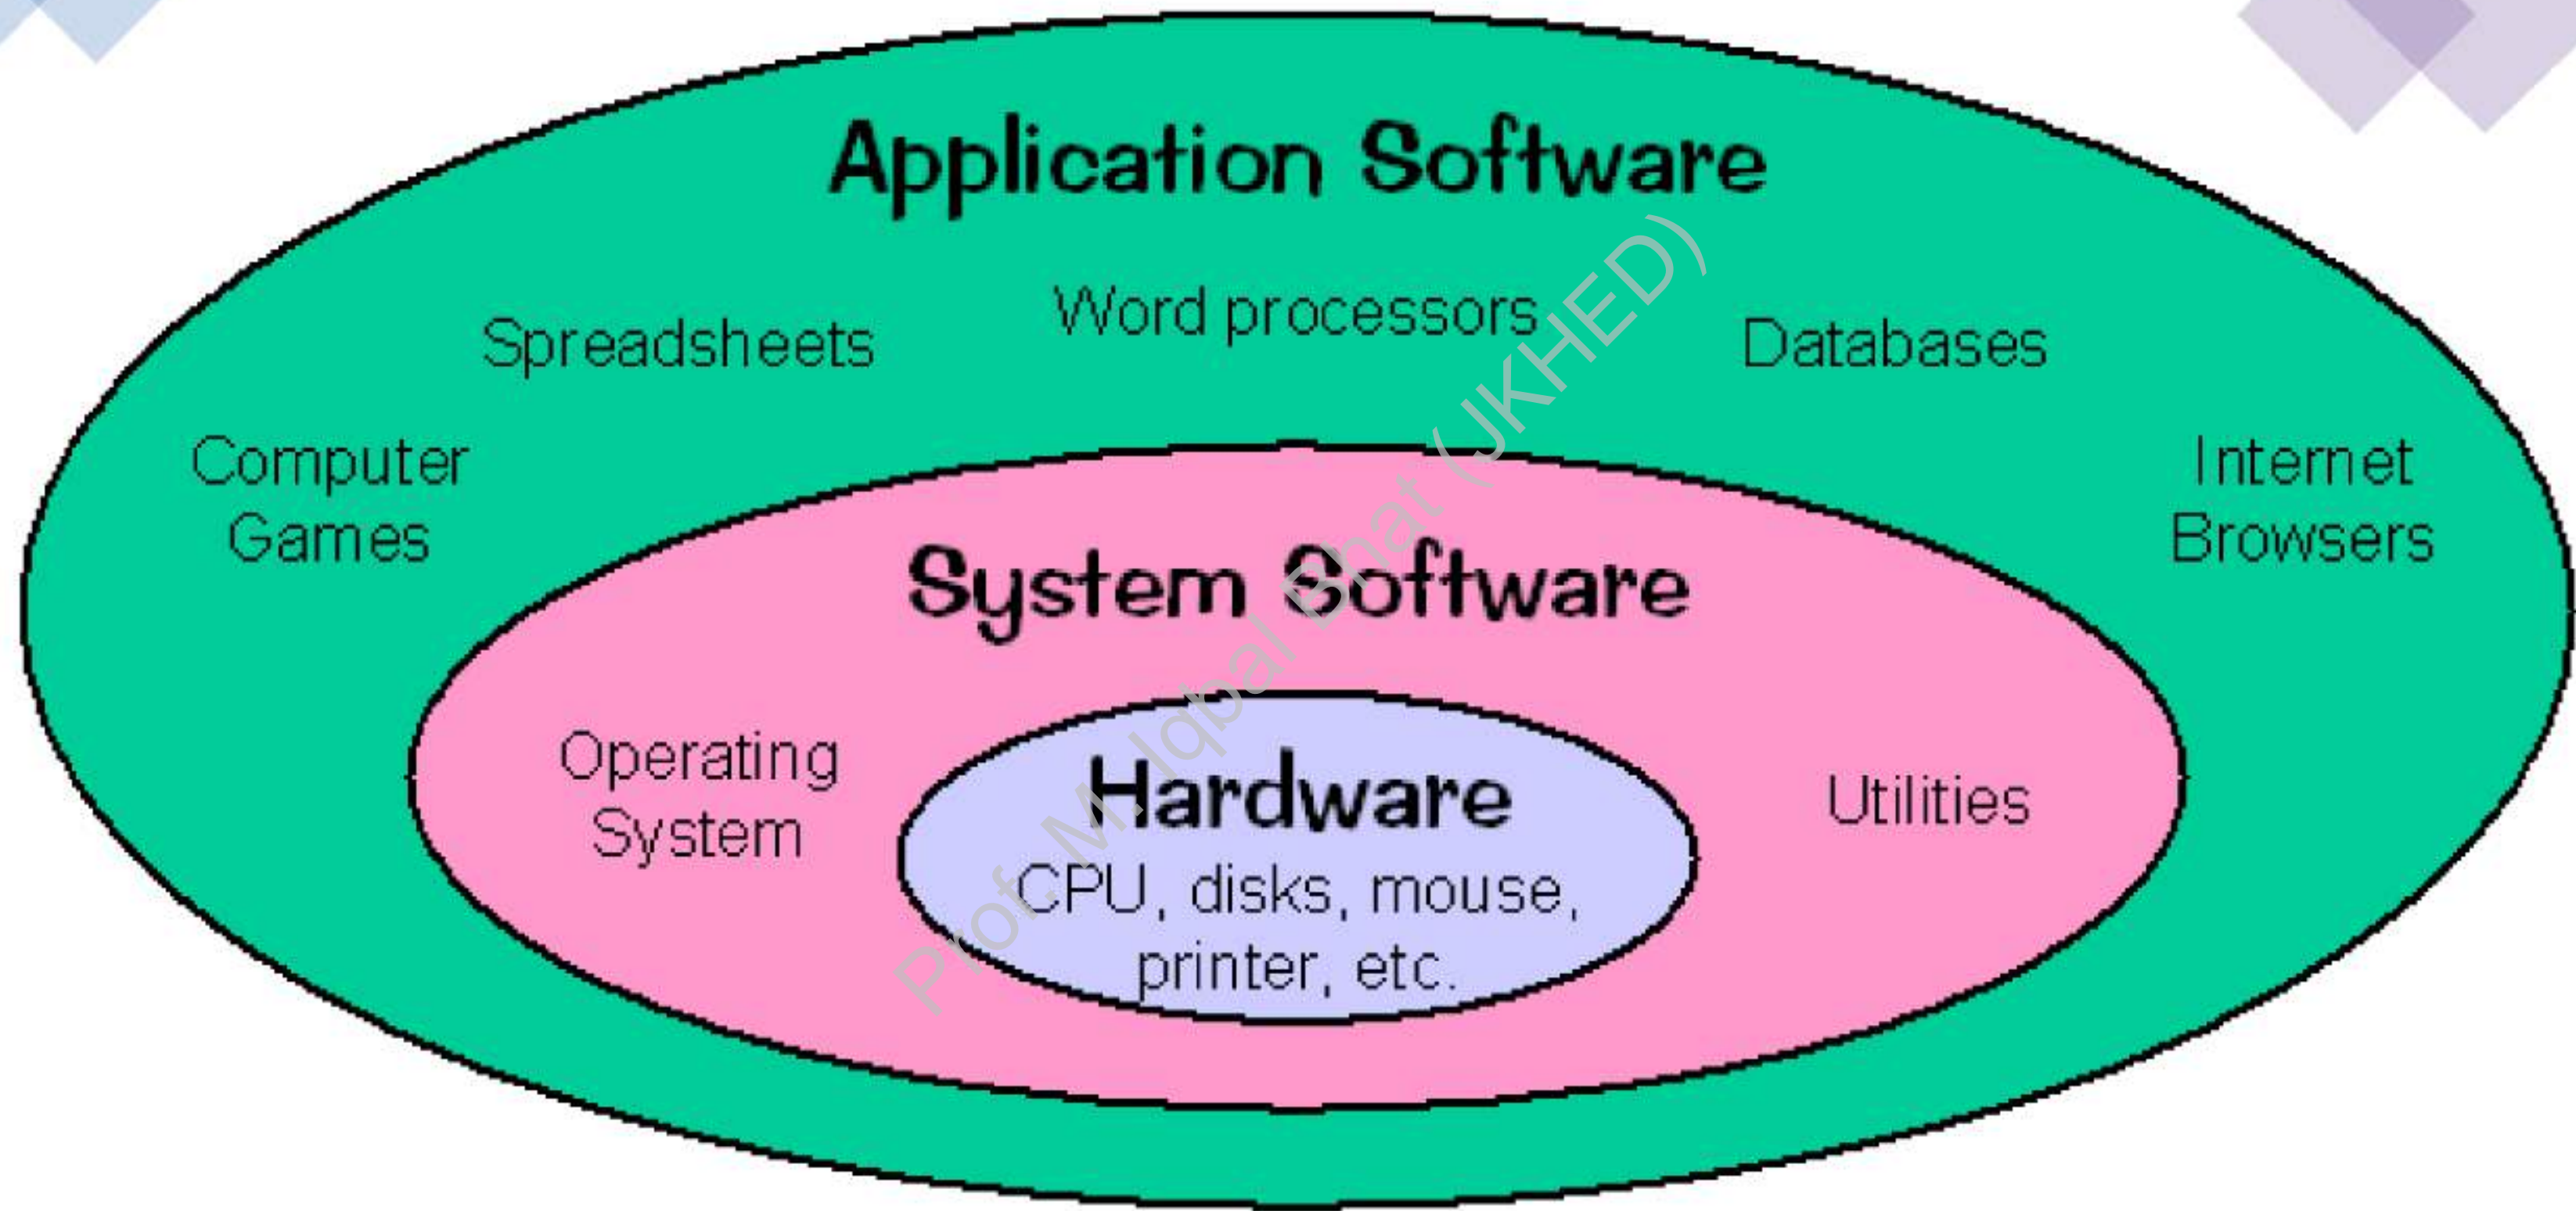 Application Software
Word processors
Spreadsheets
Databases
Computer
Games
Internet
Browsers
System Software
Operating
System
Utilities
Hardware
CPU, disks, mouse,
printer, etc.
Prof. M. Iqbal Bhat (JKHED)